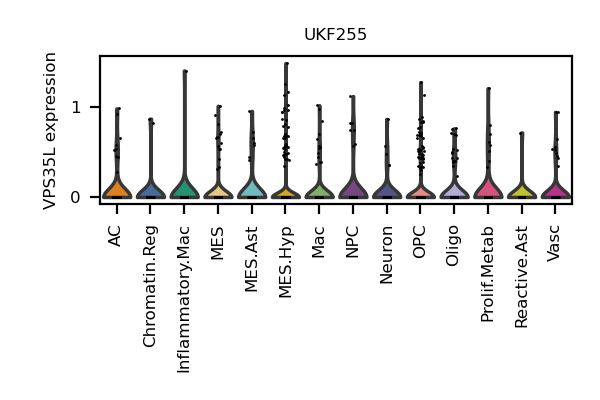 UKF255
VPS35L expression
1
0
AC
Chromatin.Reg
Inflammatory.Mac
MES
MES.Ast
MES.Hyp
Mac
NPC
Neuron
OPC
Oligo
Prolif.Metab
Reactive.Ast
Vasc